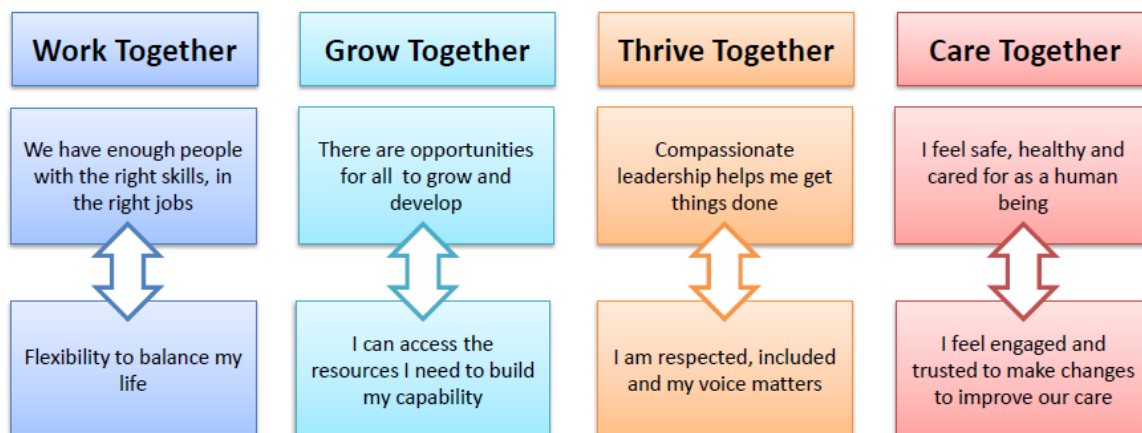 Work Together
Grow Together
Thrive Together
Care Together
We have enough people
with the right skills, in
the right jobs
There are opportunities
for all to grow and
develop
Compassionate
leadership helps me get
things done
I feel safe, healthy and
cared for as a human
being
Flexibility to balance my
life
I can access the
resources I need to build
my capability
I am respected, included
and my voice matters
I feel engaged and
trusted to make changes
to improve our care